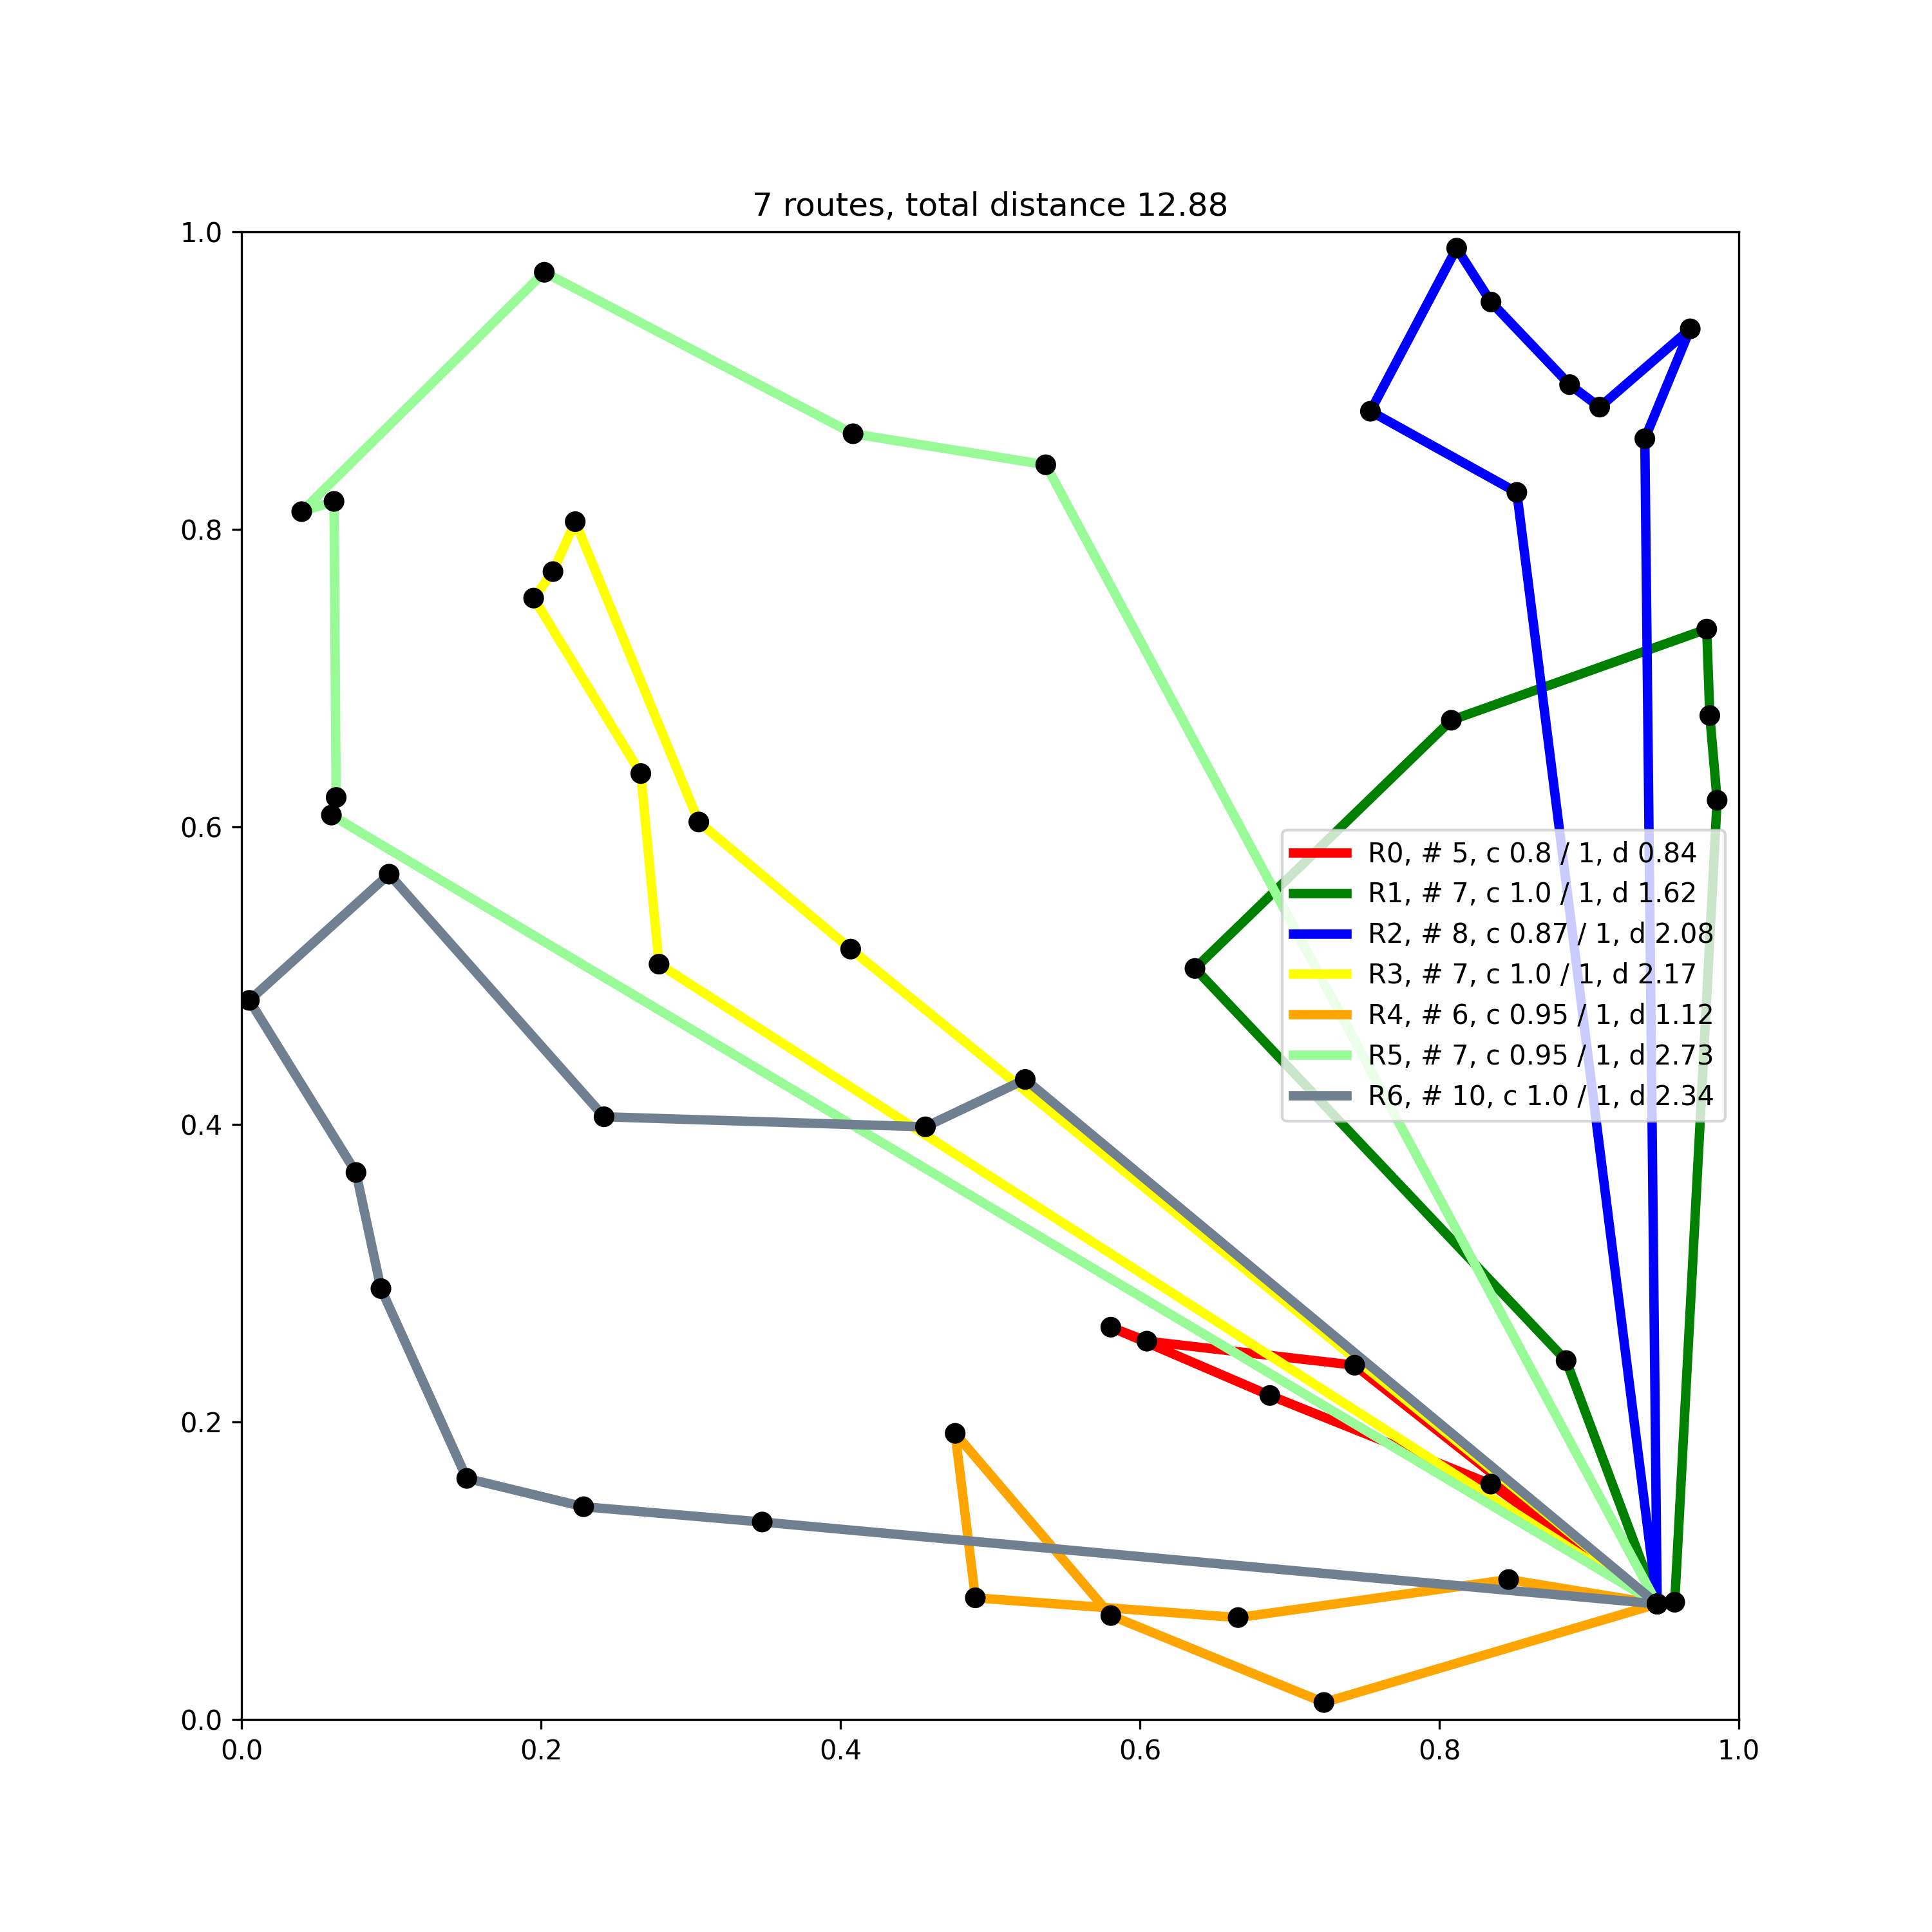 7 routes, total distance 12.88
1.0
0.8
0.6
0.4
0.2
0.0
R0, # 5, c 0.8 / 1, d 0.84
R1, # 7, c 1.0 / 1, d 1.62
R2, # 8, c 0.87 / 1, d 2.08
R3, # 7, c 1.0 / 1, d 2.17
R4, # 6, c 0.95 / 1, d 1.12
R5, # 7, c 0.95 / 1, d 2.73
R6, # 10, c 1.0 / 1, d 2.34
0.0 0.2 0.4 0.6 0.8 1.0